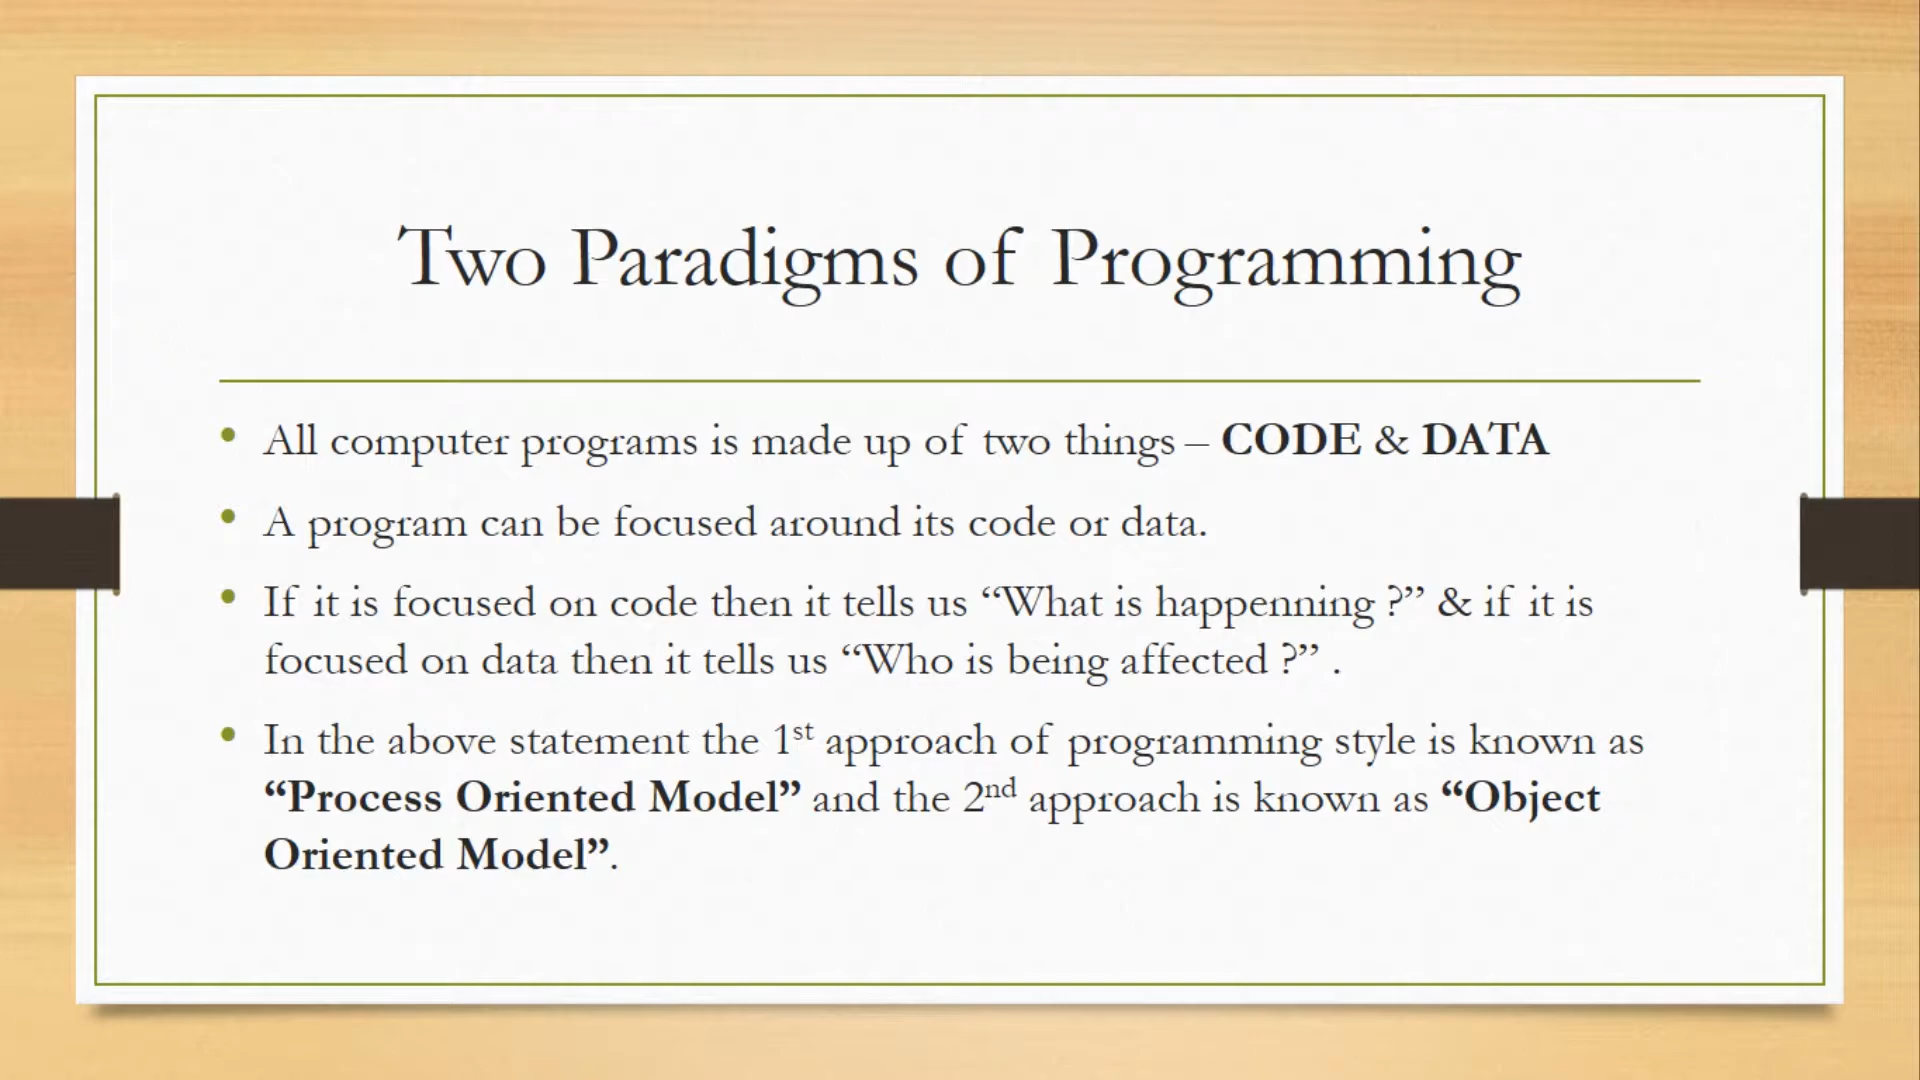 Two Paradigms of Programming
• All computer programs is made up of two things – CODE & DATA
• A program can be focused around its code or data.
• If it is focused on code then it tells us “What is happenning ?” & if it is
focused on data then it tells us “Who is being affected ?” .
• In the above statement the 1st approach of programming style is known as
“Process Oriented Model” and the 2nd approach is known as “Object
Oriented Model”.